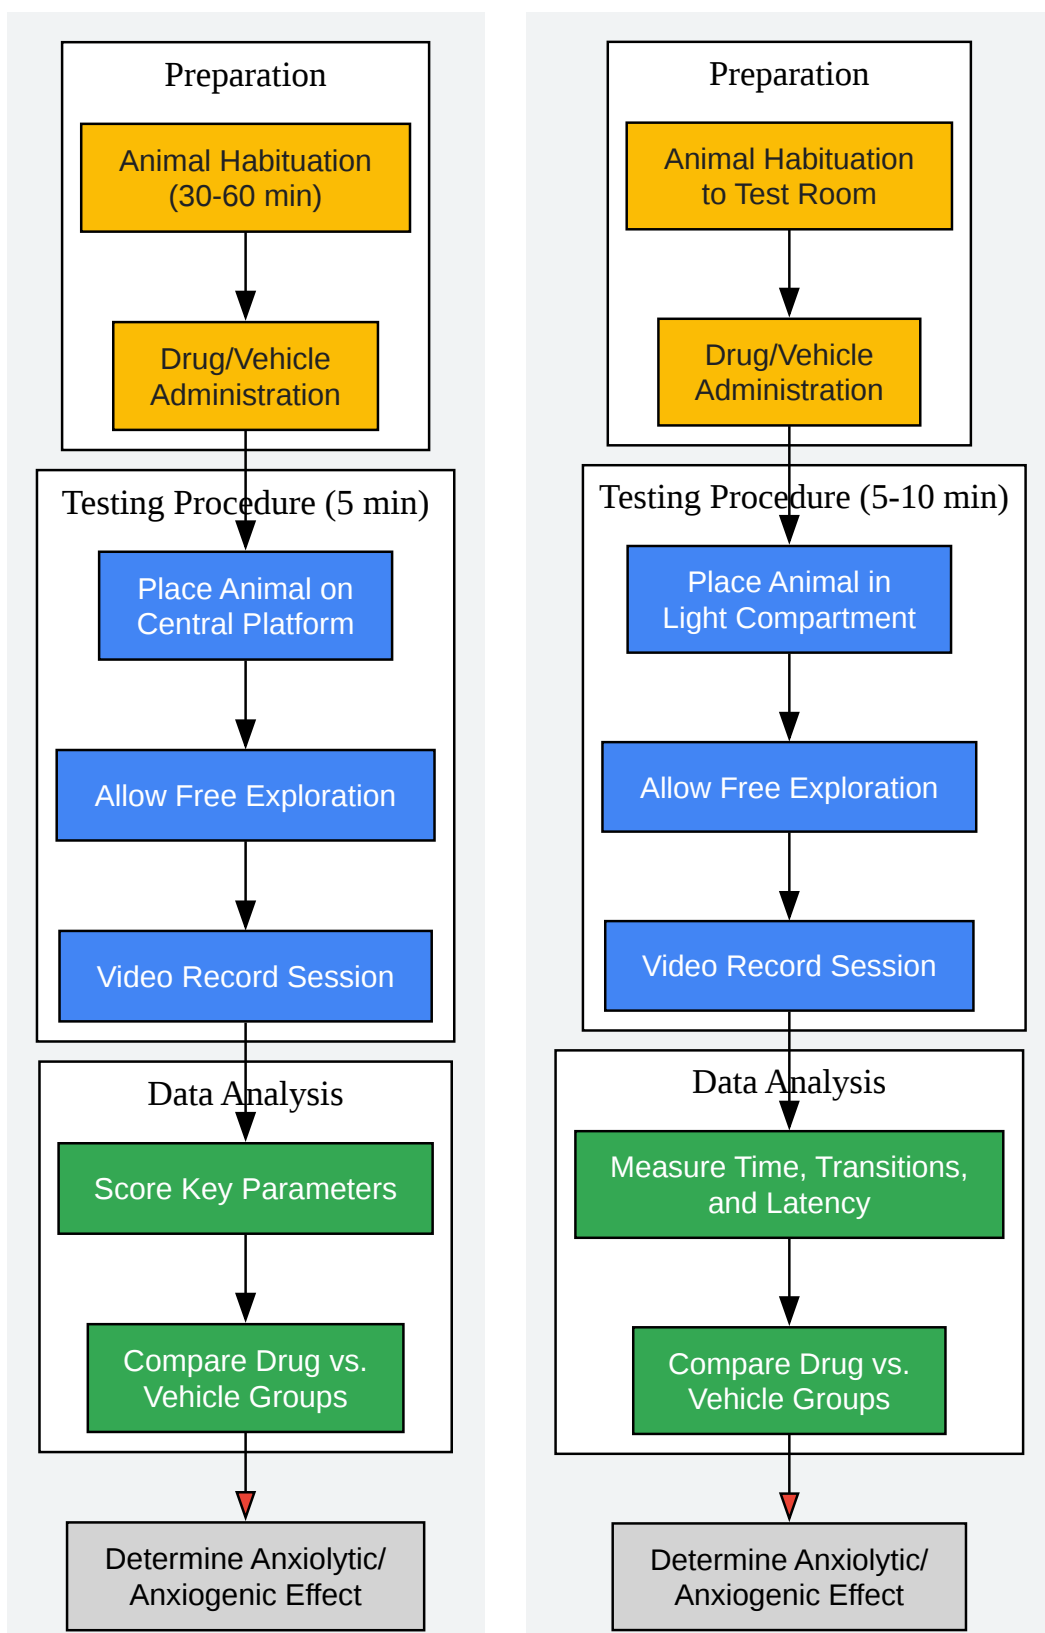 Preparation
Animal Habituation
(30-60 min)
Drug/Vehicle
Administration
Testing Procedure (5 min)
Place Animal on
Central Platform
Allow Free Exploration
Video Record Session
Data Analysis
Score Key Parameters
Compare Drug vs.
Vehicle Groups
Determine Anxiolytic/
Anxiogenic Effect
Preparation
Animal Habituation
to Test Room
Drug/Vehicle
Administration
Testing Procedure (5-10 min)
Place Animal in
Light Compartment
Allow Free Exploration
Video Record Session
Data Analysis
Measure Time, Transitions,
and Latency
Compare Drug vs.
Vehicle Groups
Determine Anxiolytic/
Anxiogenic Effect